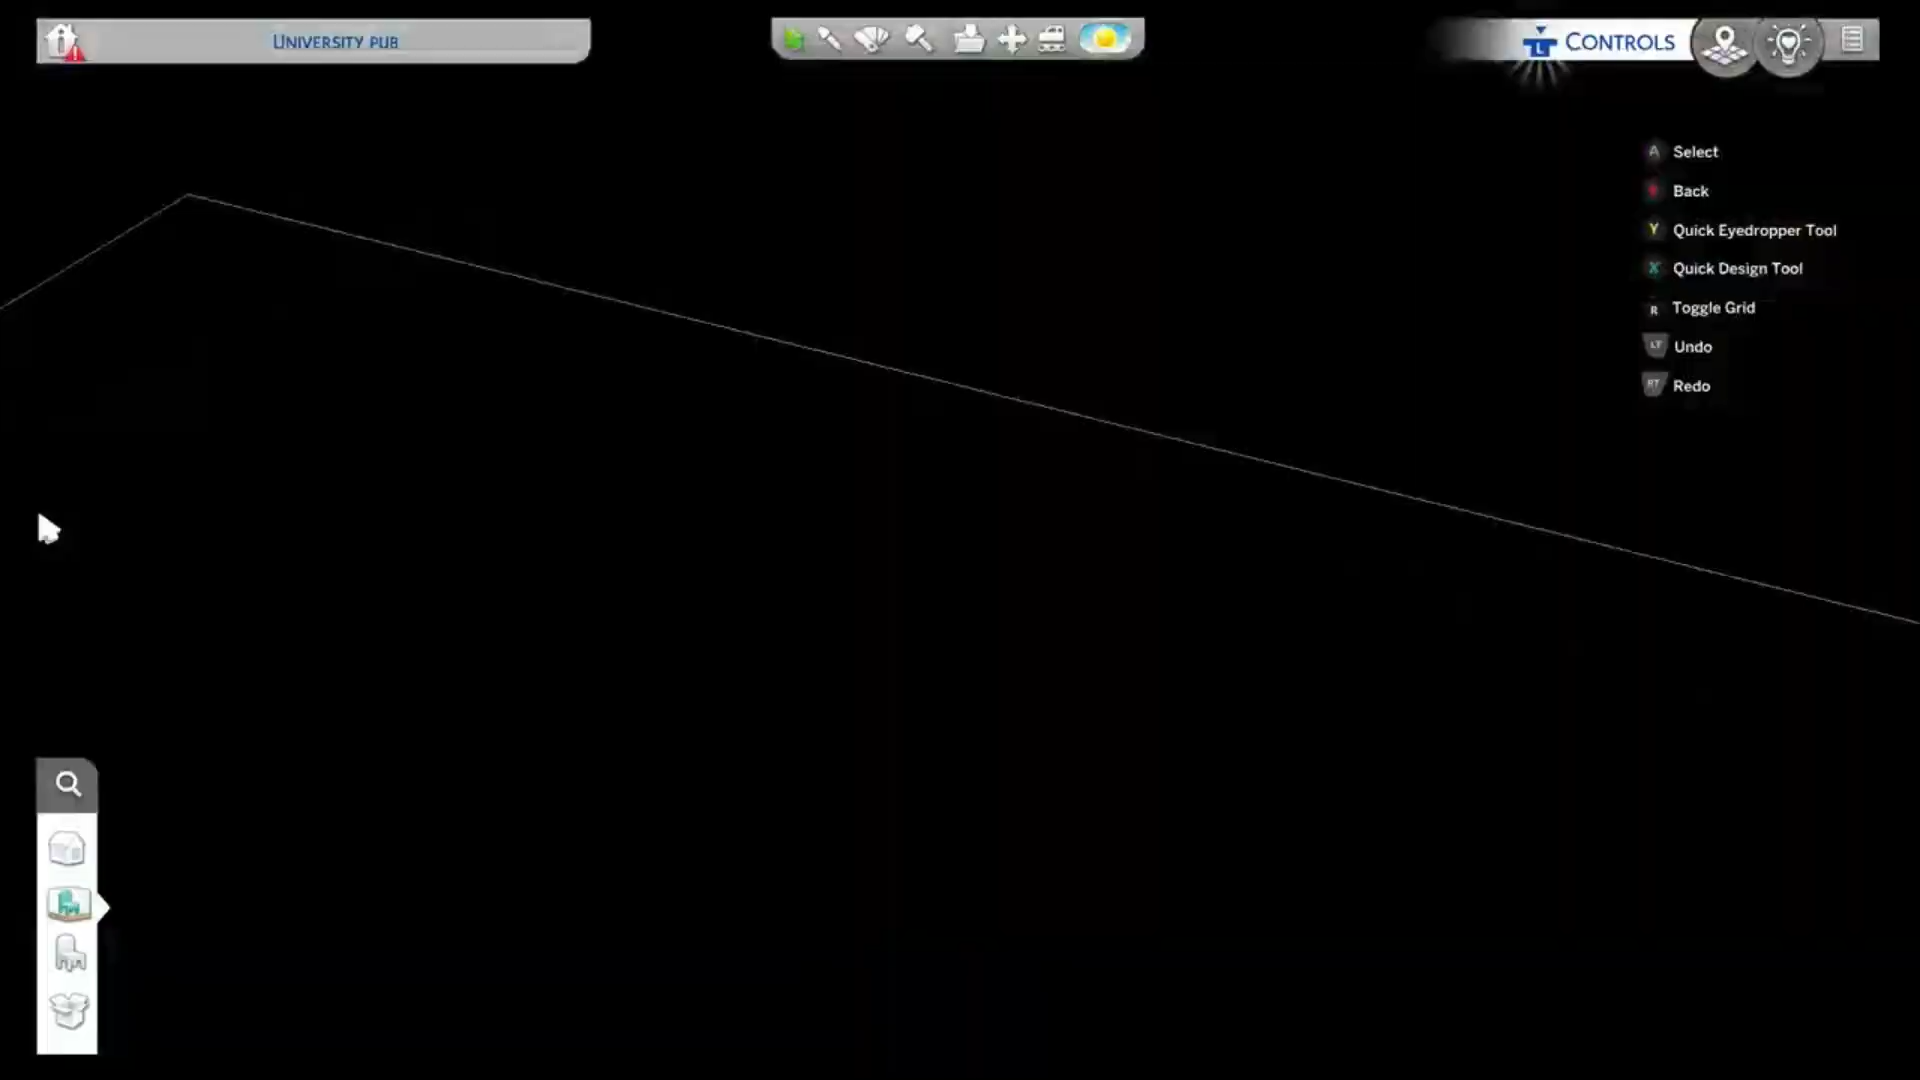 UNIVERSITY PUB
L CONTROLS
A Select
Back
Y Quick Eyedropper Tool
X Quick Design Tool
R Toggle Grid
LT Undo
RT Redo